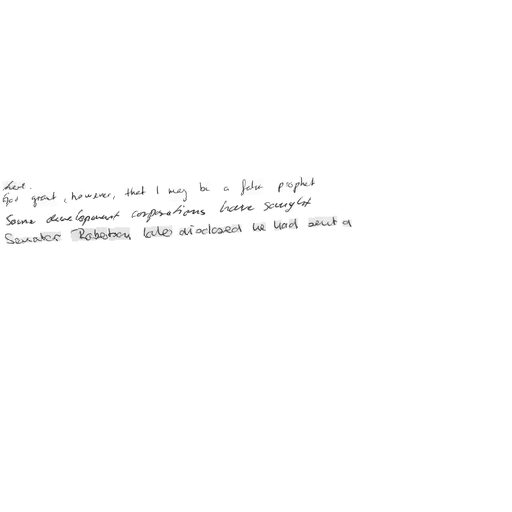 here.
God grant, however, that I may be a false prophet
Some development corporations have sought
Senator Robertson later disclosed he had sent a